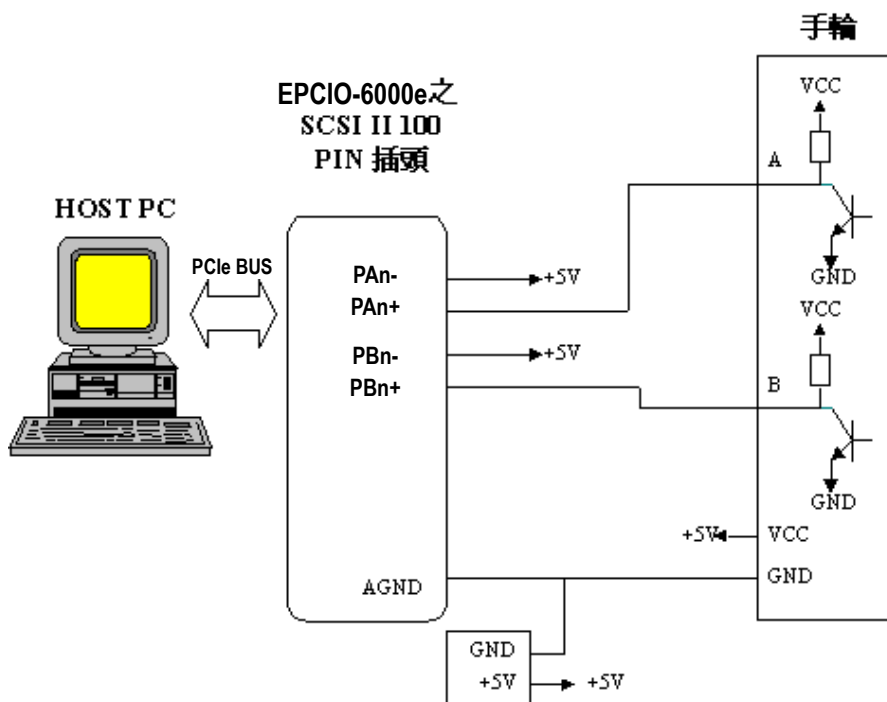 手輪
EPCIO-6000e之
SCSI II 100
PIN 插頭
HOST PC
PCIe BUS
PAn-
+5V
PAn+
PBn-
+5V
PBn+
AGND
VCC
A
GND
VCC
B
GND
+5V
VCC
GND
GND
+5V
+5V